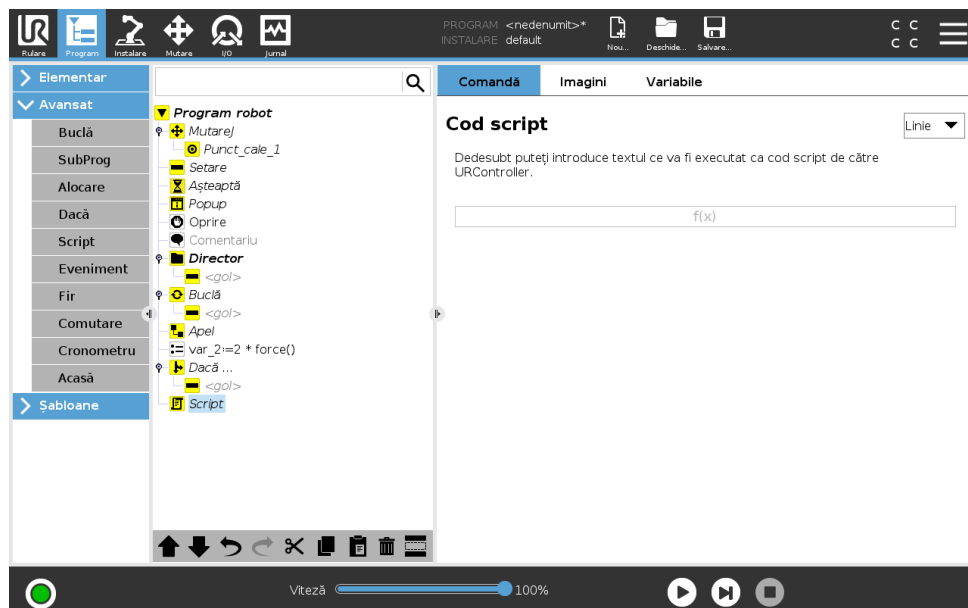 UR
PROGRAM <nedenumit>*
INSTALARE default
Rulare Program Instalare Mutare I/O Jurnal
Nou... Deschide... Salvare...
C C
C C
Elementar
Avansat
Buclă
SubProg
Alocare
Dacă
Script
Eveniment
Fir
Comutare
Cronometru
Acasă
Șabloane
Program robot
MutareJ
Punct_cale_1
Setare
Așteaptă
Popup
Oprire
Comentariu
Director
<gol>
Buclă
<gol>
Apel
var_2:=2 * force()
Dacă ...
<gol>
Script
Comandă Imagini Variabile
Cod script
Linie
Dedesubt puteți introduce textul ce va fi executat ca cod script de către
URController.
f(x)
Viteză 100%